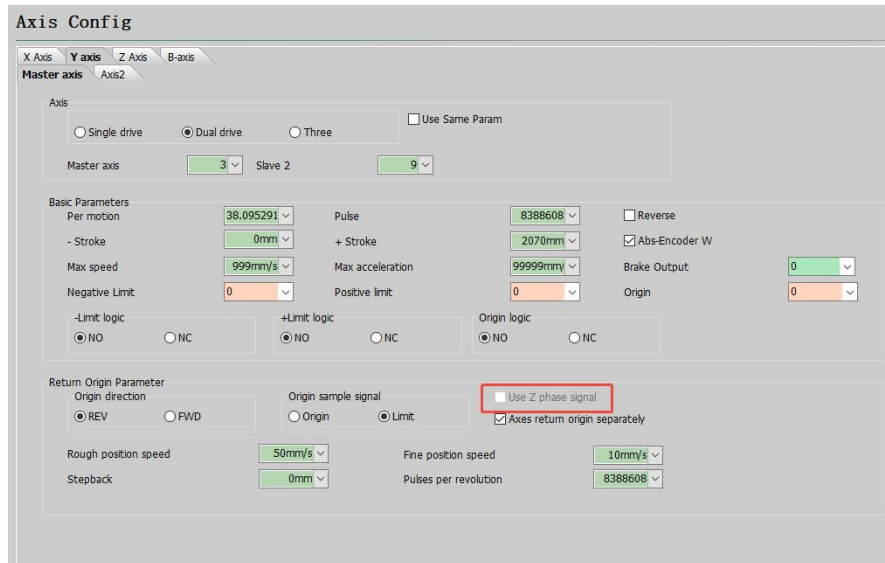 Axis Config
X Axis Y axis Z Axis B-axis
Master axis Axis2
Axis
Single drive Dual drive Three Use Same Param
Master axis 3 Slave 2 9
Basic Parameters
Per motion 38.095291 Pulse 8388608 Reverse
- Stroke 0mm + Stroke 2070mm Abs-Encoder W
Max speed 999mm/s Max acceleration 99999mm/ Brake Output 0
Negative Limit 0 Positive limit 0 Origin 0
-Limit logic +Limit logic Origin logic
NO NC NO NC NO NC
Return Origin Parameter
Origin direction Origin sample signal Use Z phase signal
REV FWD Origin Limit Axes return origin separately
Rough position speed 50mm/s Fine position speed 10mm/s
Stepback 0mm Pulses per revolution 8388608